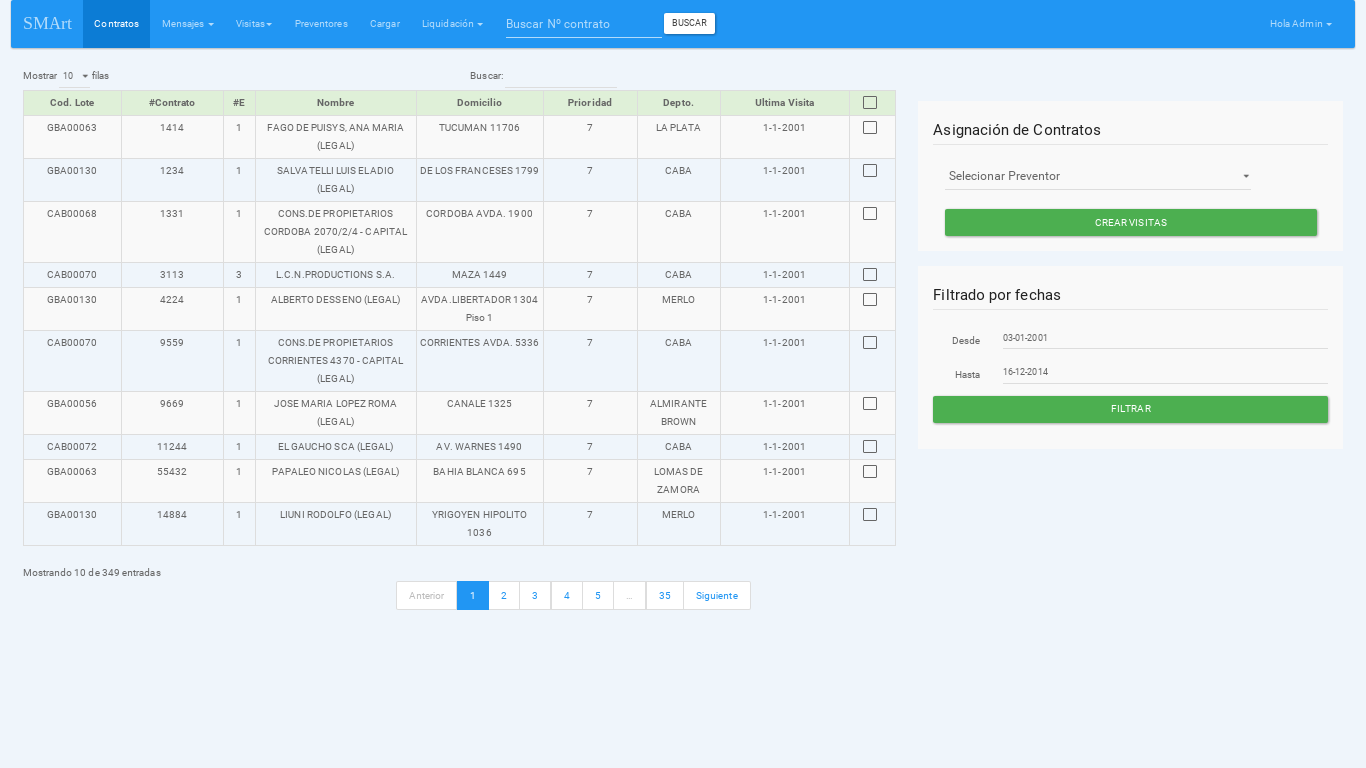 SMArt Contratos Mensajes Visitas Preventores Cargar Liquidación Buscar Nº contrato BUSCAR Hola Admin
Mostrar 10 filas Buscar:
Cod. Lote #Contrato #E Nombre Domicilio Prioridad Depto. Ultima Visita
GBA00063 1414 1 FAGO DE PUISYS, ANA MARIA TUCUMAN 11706 7 LA PLATA 1-1-2001
(LEGAL)
GBA00130 1234 1 SALVATELLI LUIS ELADIO DE LOS FRANCESES 1799 7 CABA 1-1-2001
(LEGAL)
CAB00068 1331 1 CONS.DE PROPIETARIOS CORDOBA AVDA. 1900 7 CABA 1-1-2001
CORDOBA 2070/2/4 - CAPITAL
(LEGAL)
CAB00070 3113 3 L.C.N.PRODUCTIONS S.A. MAZA 1449 7 CABA 1-1-2001
GBA00130 4224 1 ALBERTO DESSENO (LEGAL) AVDA.LIBERTADOR 1304 7 MERLO 1-1-2001
Piso 1
CAB00070 9559 1 CONS.DE PROPIETARIOS CORRIENTES AVDA. 5336 7 CABA 1-1-2001
CORRIENTES 4370 - CAPITAL
(LEGAL)
GBA00056 9669 1 JOSE MARIA LOPEZ ROMA CANALE 1325 7 ALMIRANTE 1-1-2001
(LEGAL) BROWN
CAB00072 11244 1 EL GAUCHO SCA (LEGAL) AV. WARNES 1490 7 CABA 1-1-2001
GBA00063 55432 1 PAPALEO NICOLAS (LEGAL) BAHIA BLANCA 695 7 LOMAS DE 1-1-2001
ZAMORA
GBA00130 14884 1 LIUNI RODOLFO (LEGAL) YRIGOYEN HIPOLITO 7 MERLO 1-1-2001
1036
Mostrando 10 de 349 entradas
Anterior 1 2 3 4 5 ... 35 Siguiente
Asignación de Contratos
Selecionar Preventor
CREAR VISITAS
Filtrado por fechas
Desde 03-01-2001
Hasta 16-12-2014
FILTRAR